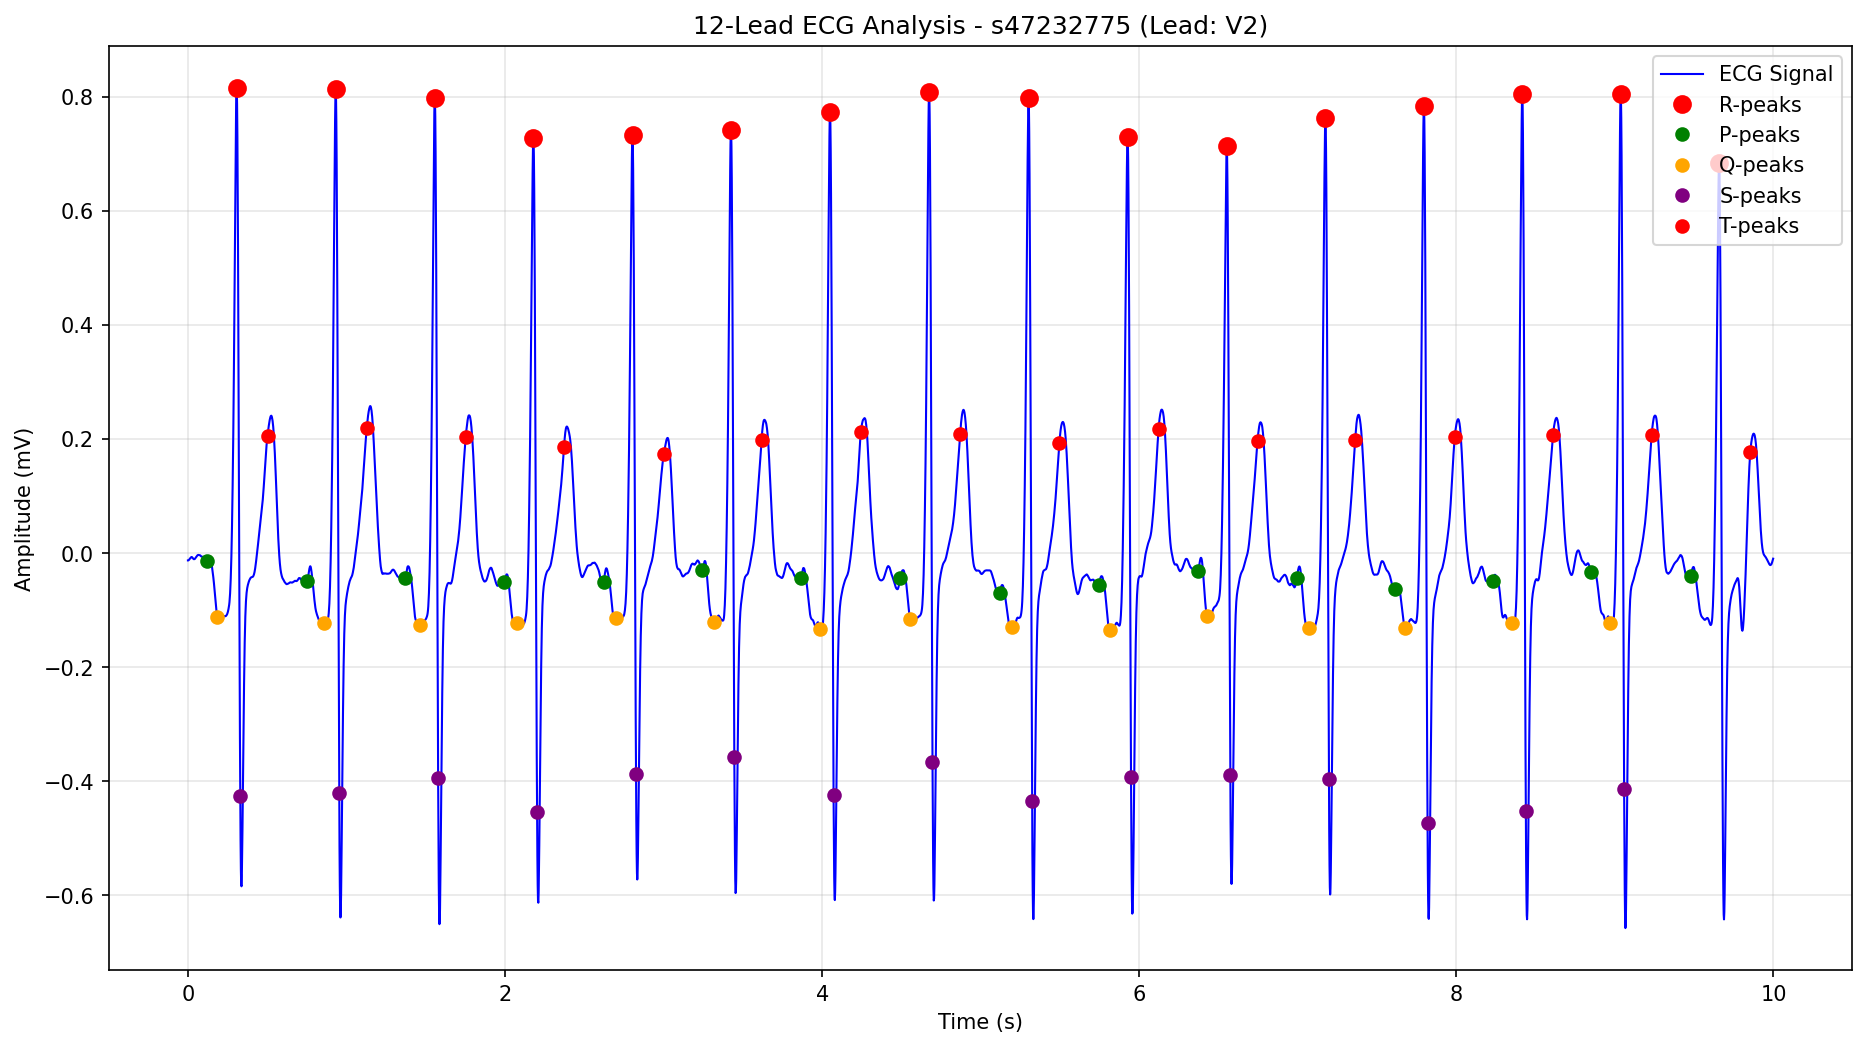 12-Lead ECG Analysis - s47232775 (Lead: V2)
ECG Signal
R-peaks
P-peaks
Q-peaks
S-peaks
T-peaks
Amplitude (mV)
0.8
0.6
0.4
0.2
0.0
−0.2
−0.4
−0.6
0
2
4
6
8
10
Time (s)